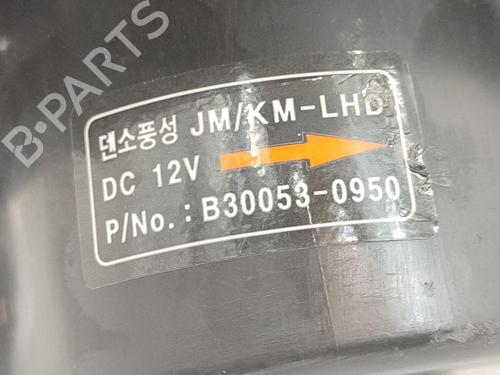 B-PARTS
덴소풍성 JM/KM-LHD
DC 12V
P/No.: B30053-0950